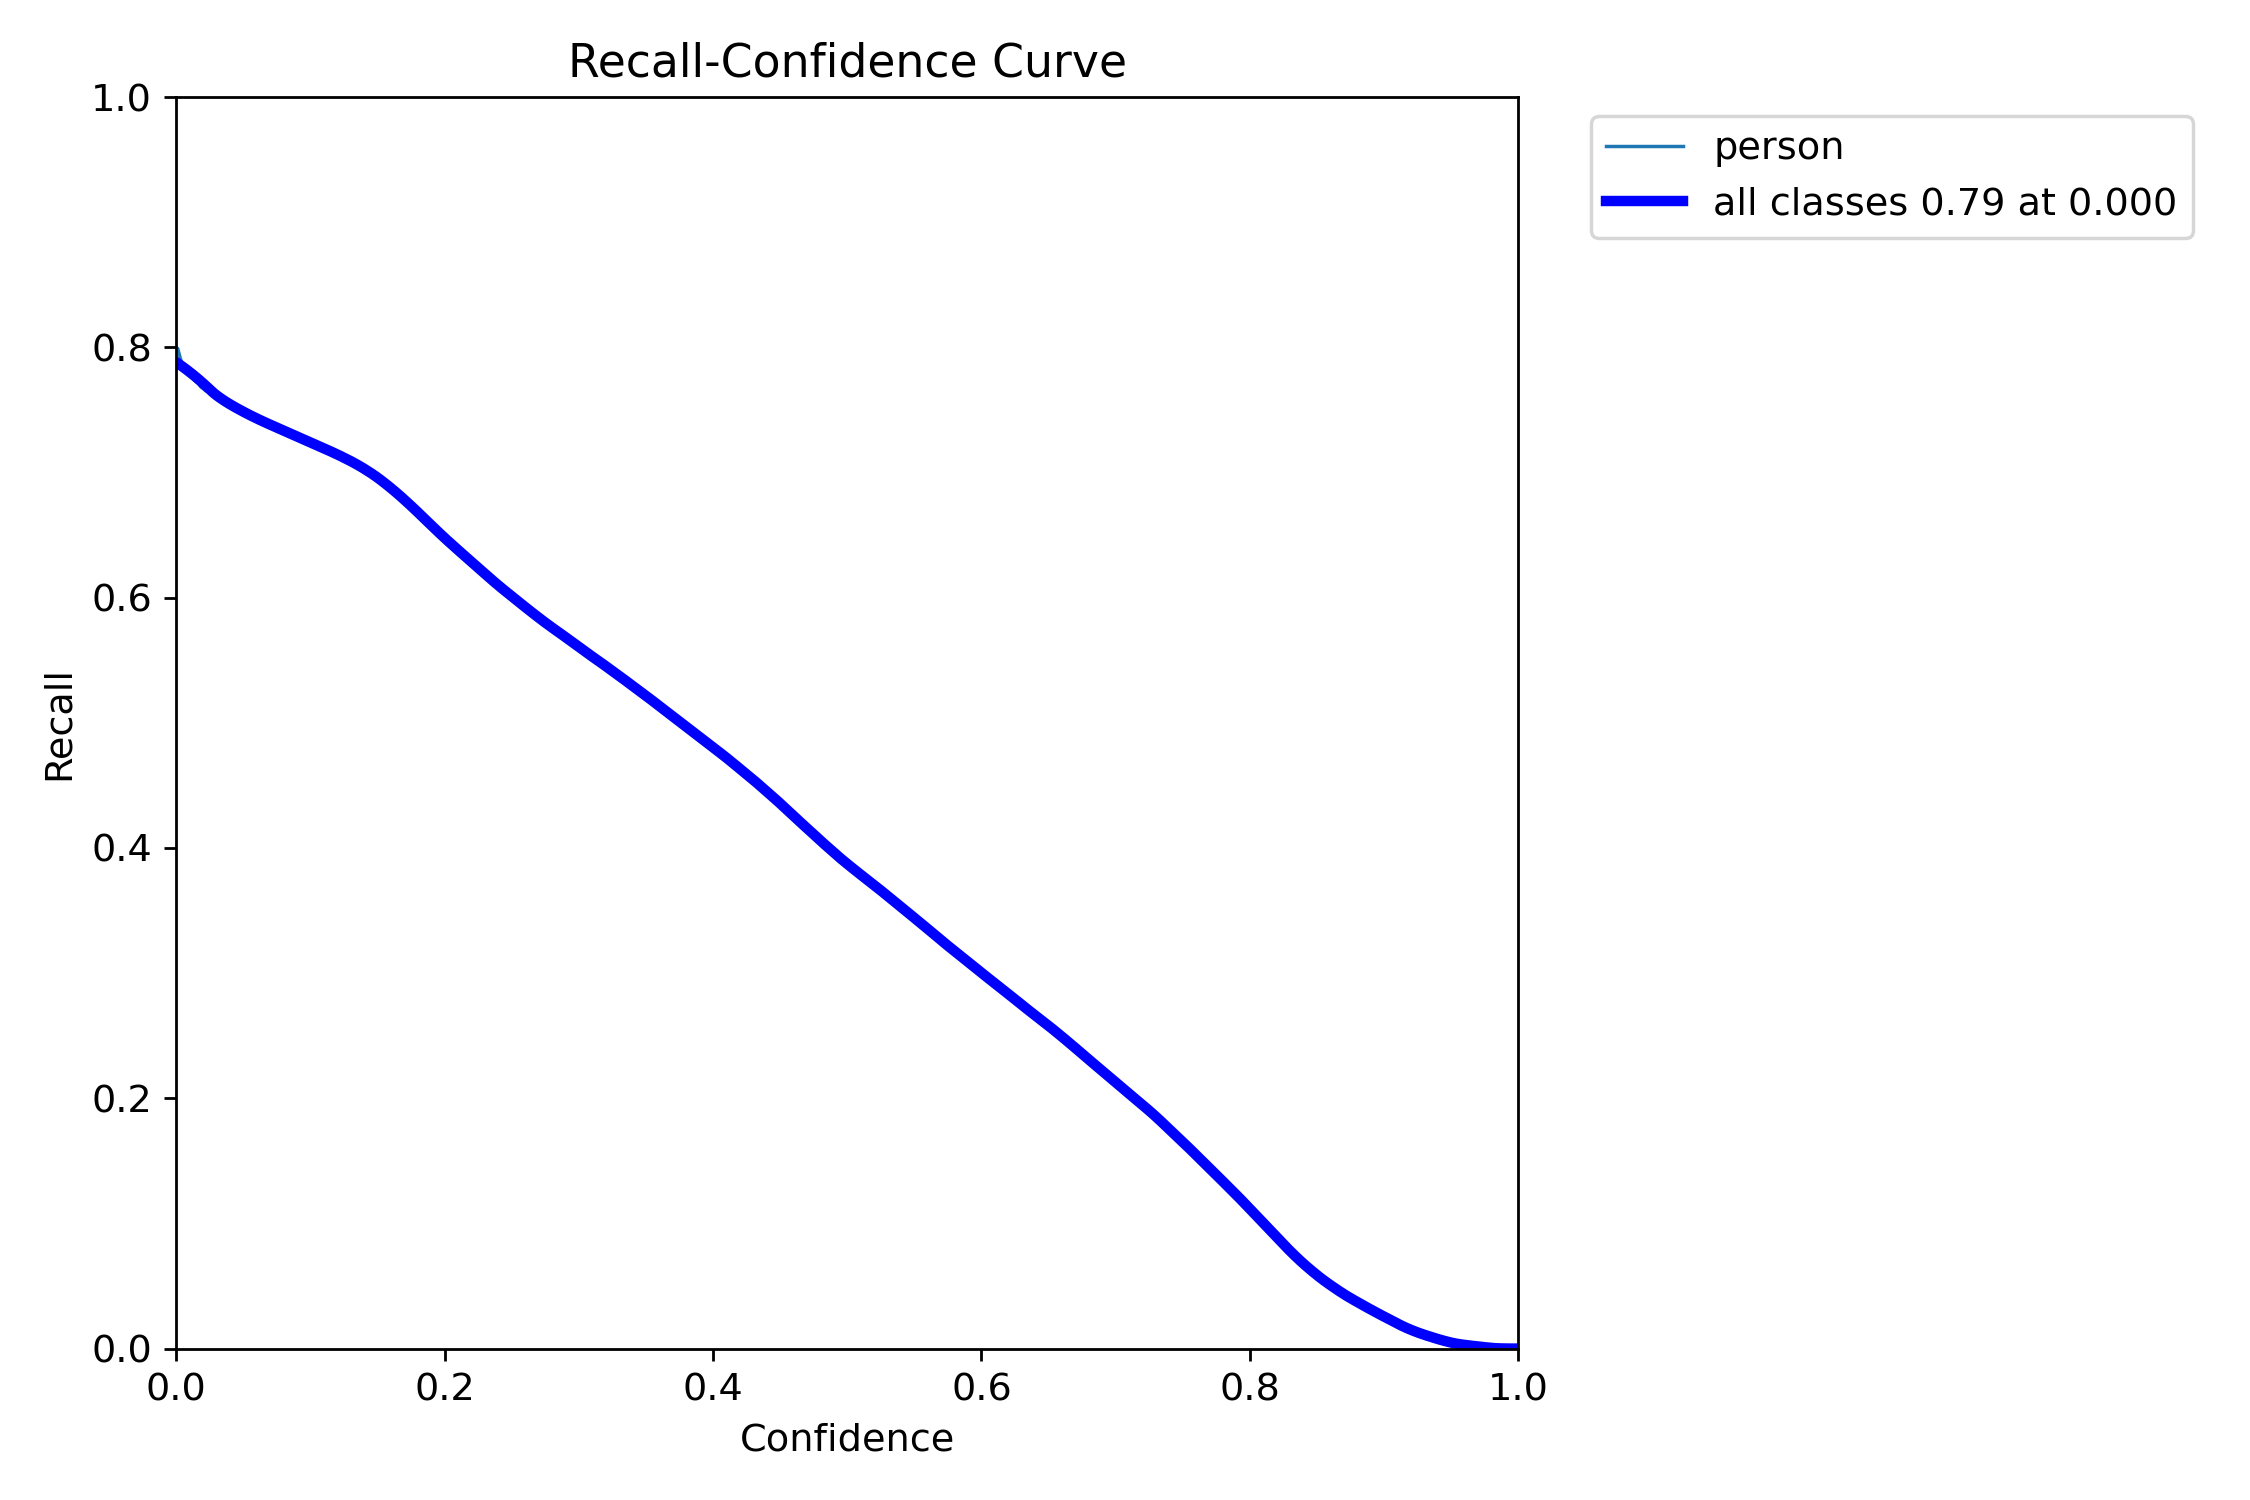 Recall-Confidence Curve
1.0
0.8
0.6
0.4
0.2
0.0
Recall
0.0 0.2 0.4 0.6 0.8 1.0
Confidence
person
all classes 0.79 at 0.000